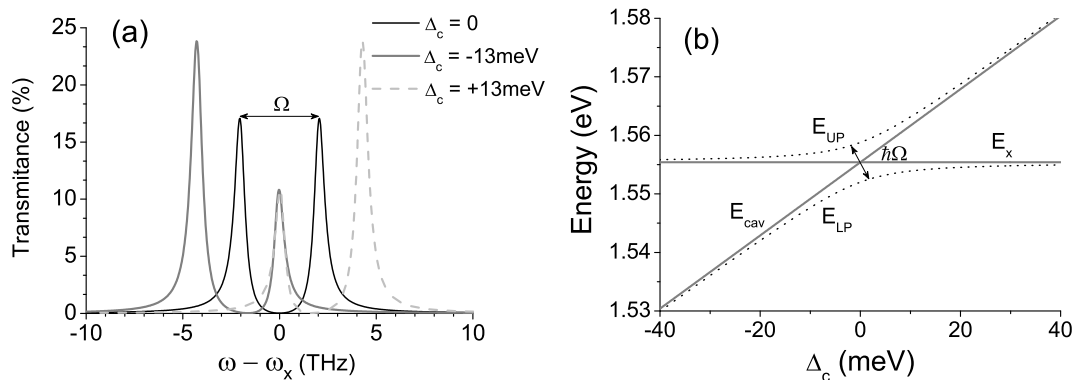 (a)
Δc = 0
Δc = -13meV
Δc = +13meV
Ω
25
20
15
10
5
0
Transmitance (%)
-10 -5 0 5 10
ω − ωx (THz)
(b)
1.58
1.57
1.56
1.55
1.54
1.53
Energy (eV)
EUP
ħΩ
Ex
Ecav
ELP
-40 -20 0 20 40
Δc (meV)